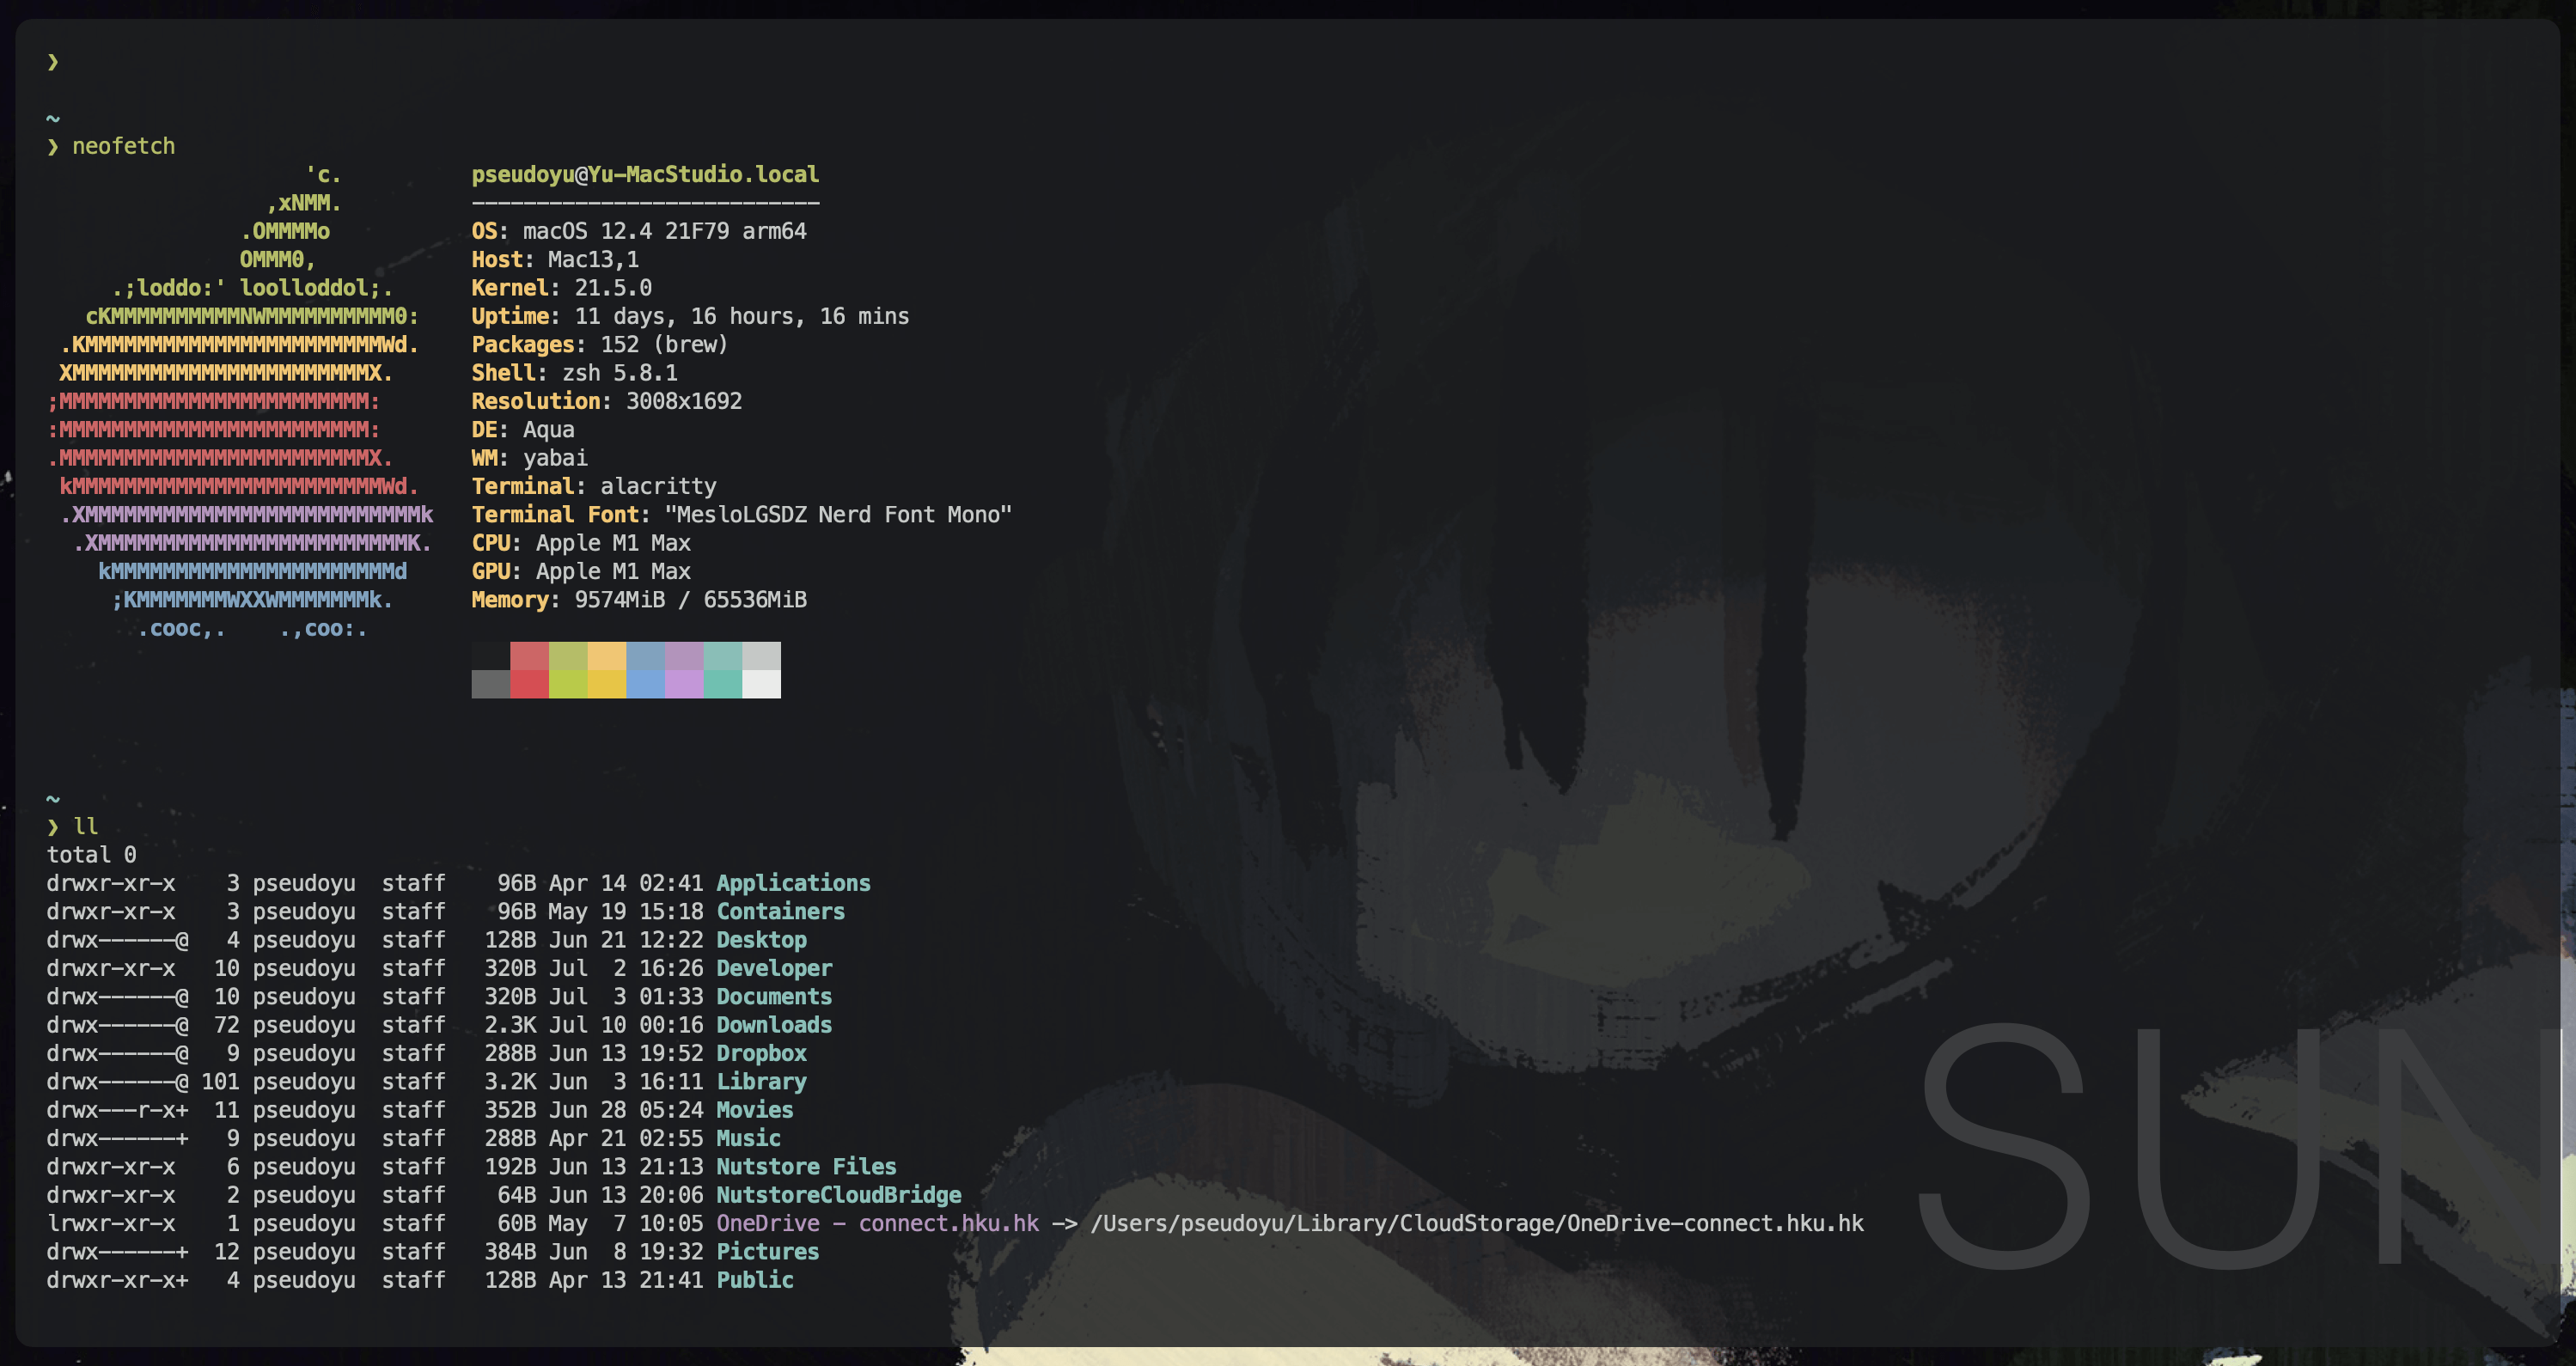 ❯
~
❯ neofetch
                    'c.          pseudoyu@Yu-MacStudio.local
                 ,xNMM.          ---------------------------
               .OMMMMo           OS: macOS 12.4 21F79 arm64
               OMMM0,            Host: Mac13,1
     .;loddo:' loolloddol;.      Kernel: 21.5.0
   cKMMMMMMMMMMNWMMMMMMMMMM0:    Uptime: 11 days, 16 hours, 16 mins
 .KMMMMMMMMMMMMMMMMMMMMMMMWd.    Packages: 152 (brew)
 XMMMMMMMMMMMMMMMMMMMMMMMX.      Shell: zsh 5.8.1
;MMMMMMMMMMMMMMMMMMMMMMMM:       Resolution: 3008x1692
:MMMMMMMMMMMMMMMMMMMMMMMM:       DE: Aqua
.MMMMMMMMMMMMMMMMMMMMMMMMX.      WM: yabai
 kMMMMMMMMMMMMMMMMMMMMMMMMWd.    Terminal: alacritty
 .XMMMMMMMMMMMMMMMMMMMMMMMMMMk   Terminal Font: "MesloLGSDZ Nerd Font Mono"
  .XMMMMMMMMMMMMMMMMMMMMMMMMK.   CPU: Apple M1 Max
    kMMMMMMMMMMMMMMMMMMMMMMd     GPU: Apple M1 Max
     ;KMMMMMMMWXXWMMMMMMMk.      Memory: 9574MiB / 65536MiB
       .cooc,.    .,coo:.
~
❯ ll
total 0
drwxr-xr-x    3 pseudoyu  staff    96B Apr 14 02:41 Applications
drwxr-xr-x    3 pseudoyu  staff    96B May 19 15:18 Containers
drwx------@   4 pseudoyu  staff   128B Jun 21 12:22 Desktop
drwxr-xr-x   10 pseudoyu  staff   320B Jul  2 16:26 Developer
drwx------@  10 pseudoyu  staff   320B Jul  3 01:33 Documents
drwx------@  72 pseudoyu  staff   2.3K Jul 10 00:16 Downloads
drwx------@   9 pseudoyu  staff   288B Jun 13 19:52 Dropbox
drwx------@ 101 pseudoyu  staff   3.2K Jun  3 16:11 Library
drwx---r-x+  11 pseudoyu  staff   352B Jun 28 05:24 Movies
drwx------+   9 pseudoyu  staff   288B Apr 21 02:55 Music
drwxr-xr-x    6 pseudoyu  staff   192B Jun 13 21:13 Nutstore Files
drwxr-xr-x    2 pseudoyu  staff    64B Jun 13 20:06 NutstoreCloudBridge
lrwxr-xr-x    1 pseudoyu  staff    60B May  7 10:05 OneDrive - connect.hku.hk -> /Users/pseudoyu/Library/CloudStorage/OneDrive-connect.hku.hk
drwx------+  12 pseudoyu  staff   384B Jun  8 19:32 Pictures
drwxr-xr-x+   4 pseudoyu  staff   128B Apr 13 21:41 Public
SUN